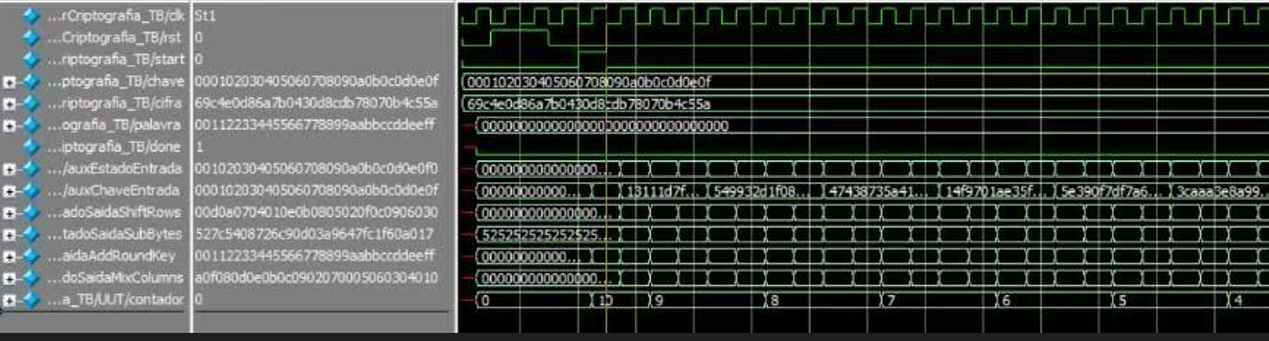 ...rCriptografia_TB/clk St1
...Criptografia_TB/rst 0
...riptografia_TB/start 0
...ptografia_TB/chave 000102030405060708090a0b0c0d0e0f 000102030405060708090a0b0c0d0e0f
...riptografia_TB/cifra 69c4e0d86a7b0430d8cdb78070b4c55a 69c4e0d86a7b0430d8cdb78070b4c55a
...ografia_TB/palavra 00112233445566778899aabbccddeeff 00000000000000000000000000000000
...iptografia_TB/done 1
.../auxEstadoEntrada 00102030405060708090a0b0c0d0e0f0 000000000000000...
.../auxChaveEntrada 000102030405060708090a0b0c0d0e0f 0000000000... 13111d7f... 549932d1f08... 47438735a41... 14f9701ae35f... 5e390f7df7a6... 3caaa3e8a99...
...adoSaidaShiftRows 00d0a0704010e0b0805020f0c0906030 000000000000000...
...tadoSaidaSubBytes 527c5408726c90d03a9647fc1f60a017 525252525252525...
...aidaAddRoundKey 00112233445566778899aabbccddeeff 0000000000...
...doSaidaMixColumns a0f080d0e0b0c0902070005060304010 000000000000000...
...a_TB/UUT/contador 0 0 10 9 8 7 6 5 4